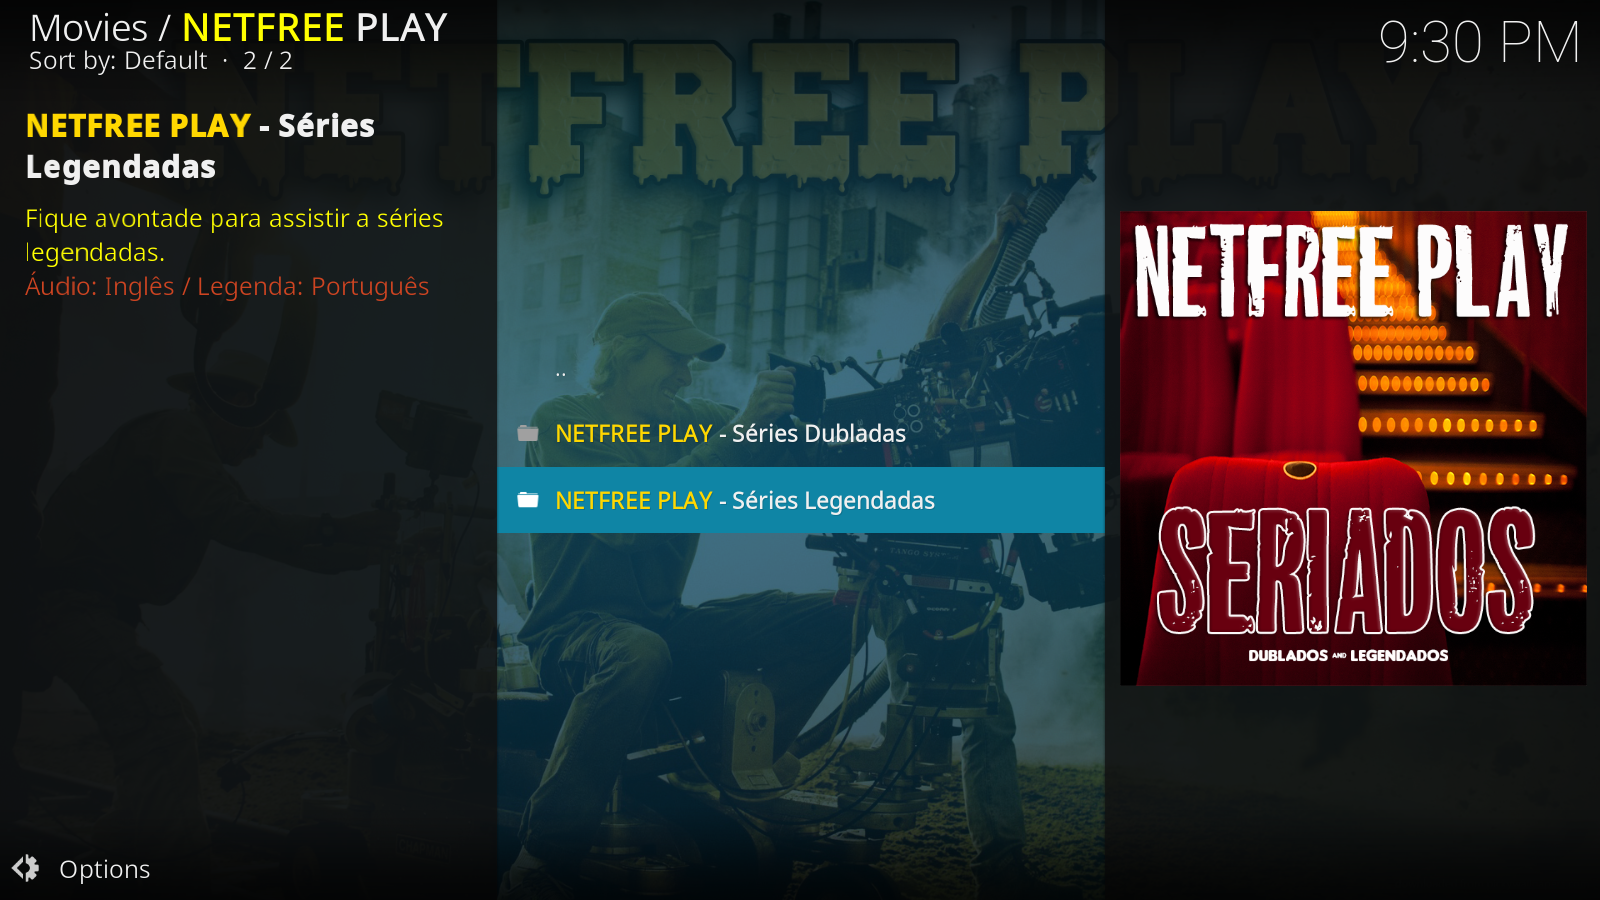 Movies / NETFREE PLAY
Sort by: Default · 2 / 2
9:30 PM
NETFREE PLAY
NETFREE PLAY - Séries
Legendadas
Fique avontade para assistir a séries
legendadas.
Áudio: Inglês / Legenda: Português
..
NETFREE PLAY - Séries Dubladas
NETFREE PLAY - Séries Legendadas
NETFREE PLAY
SERIADOS
DUBLADOS AND LEGENDADOS
Options